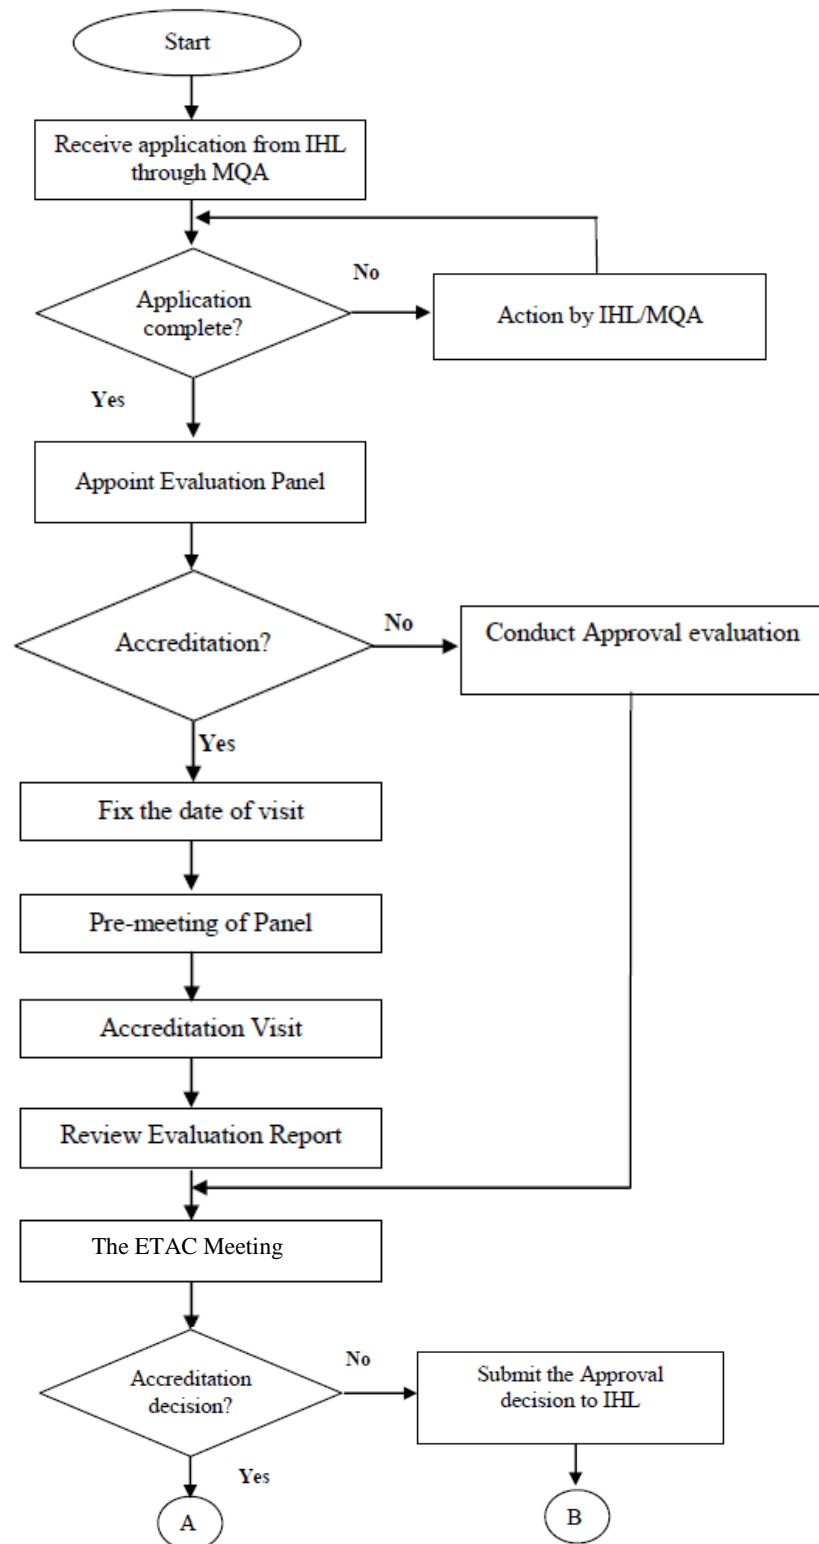 Start
Receive application from IHL
through MQA
No
Application
complete?
Action by IHL/MQA
Yes
Appoint Evaluation Panel
No
Accreditation?
Conduct Approval evaluation
Yes
Fix the date of visit
Pre-meeting of Panel
Accreditation Visit
Review Evaluation Report
The ETAC Meeting
No
Accreditation
decision?
Submit the Approval
decision to IHL
Yes
A
B